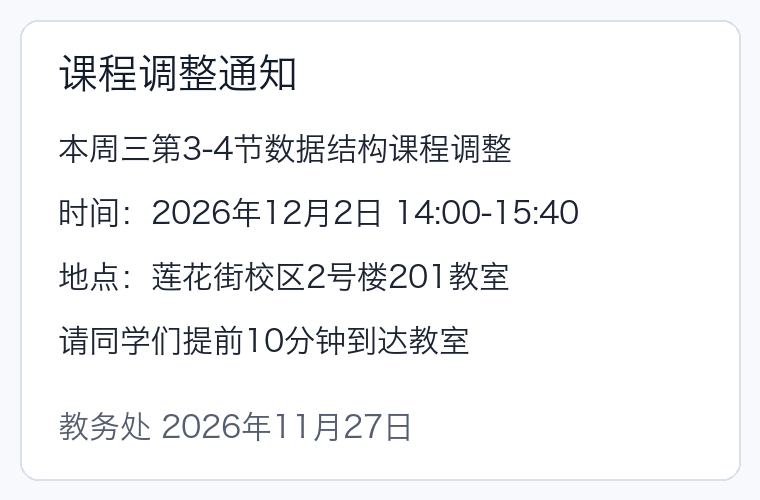 课程调整通知
本周三第3-4节数据结构课程调整
时间：2026年12月2日 14:00-15:40
地点：莲花街校区2号楼201教室
请同学们提前10分钟到达教室
教务处 2026年11月27日